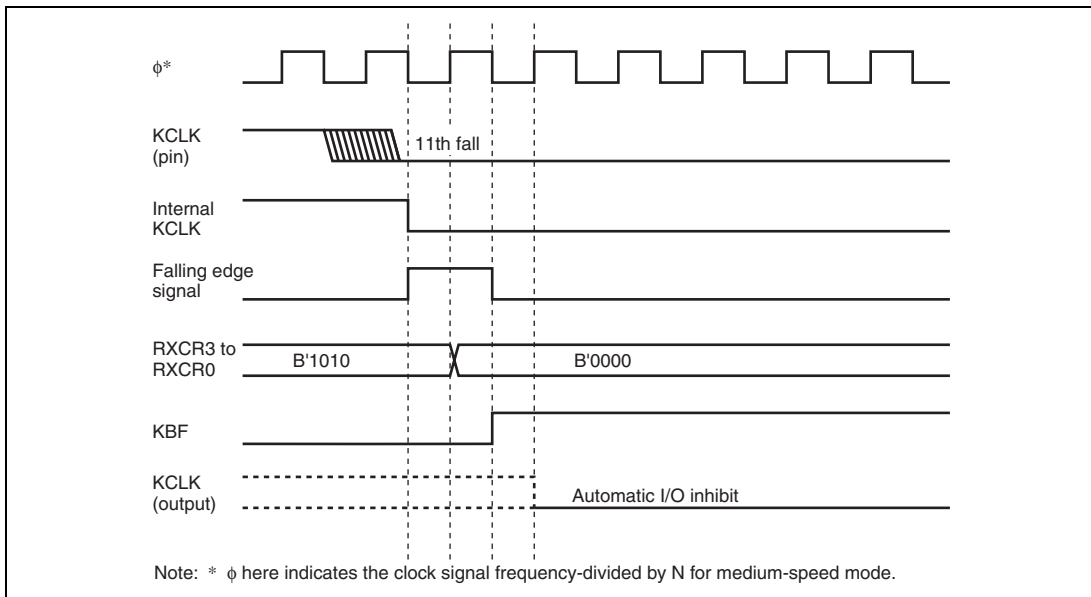 ϕ*
KCLK
(pin)
11th fall
Internal
KCLK
Falling edge
signal
RXCR3 to
RXCR0
B'1010
B'0000
KBF
KCLK
(output)
Automatic I/O inhibit
Note: * ϕ here indicates the clock signal frequency-divided by N for medium-speed mode.